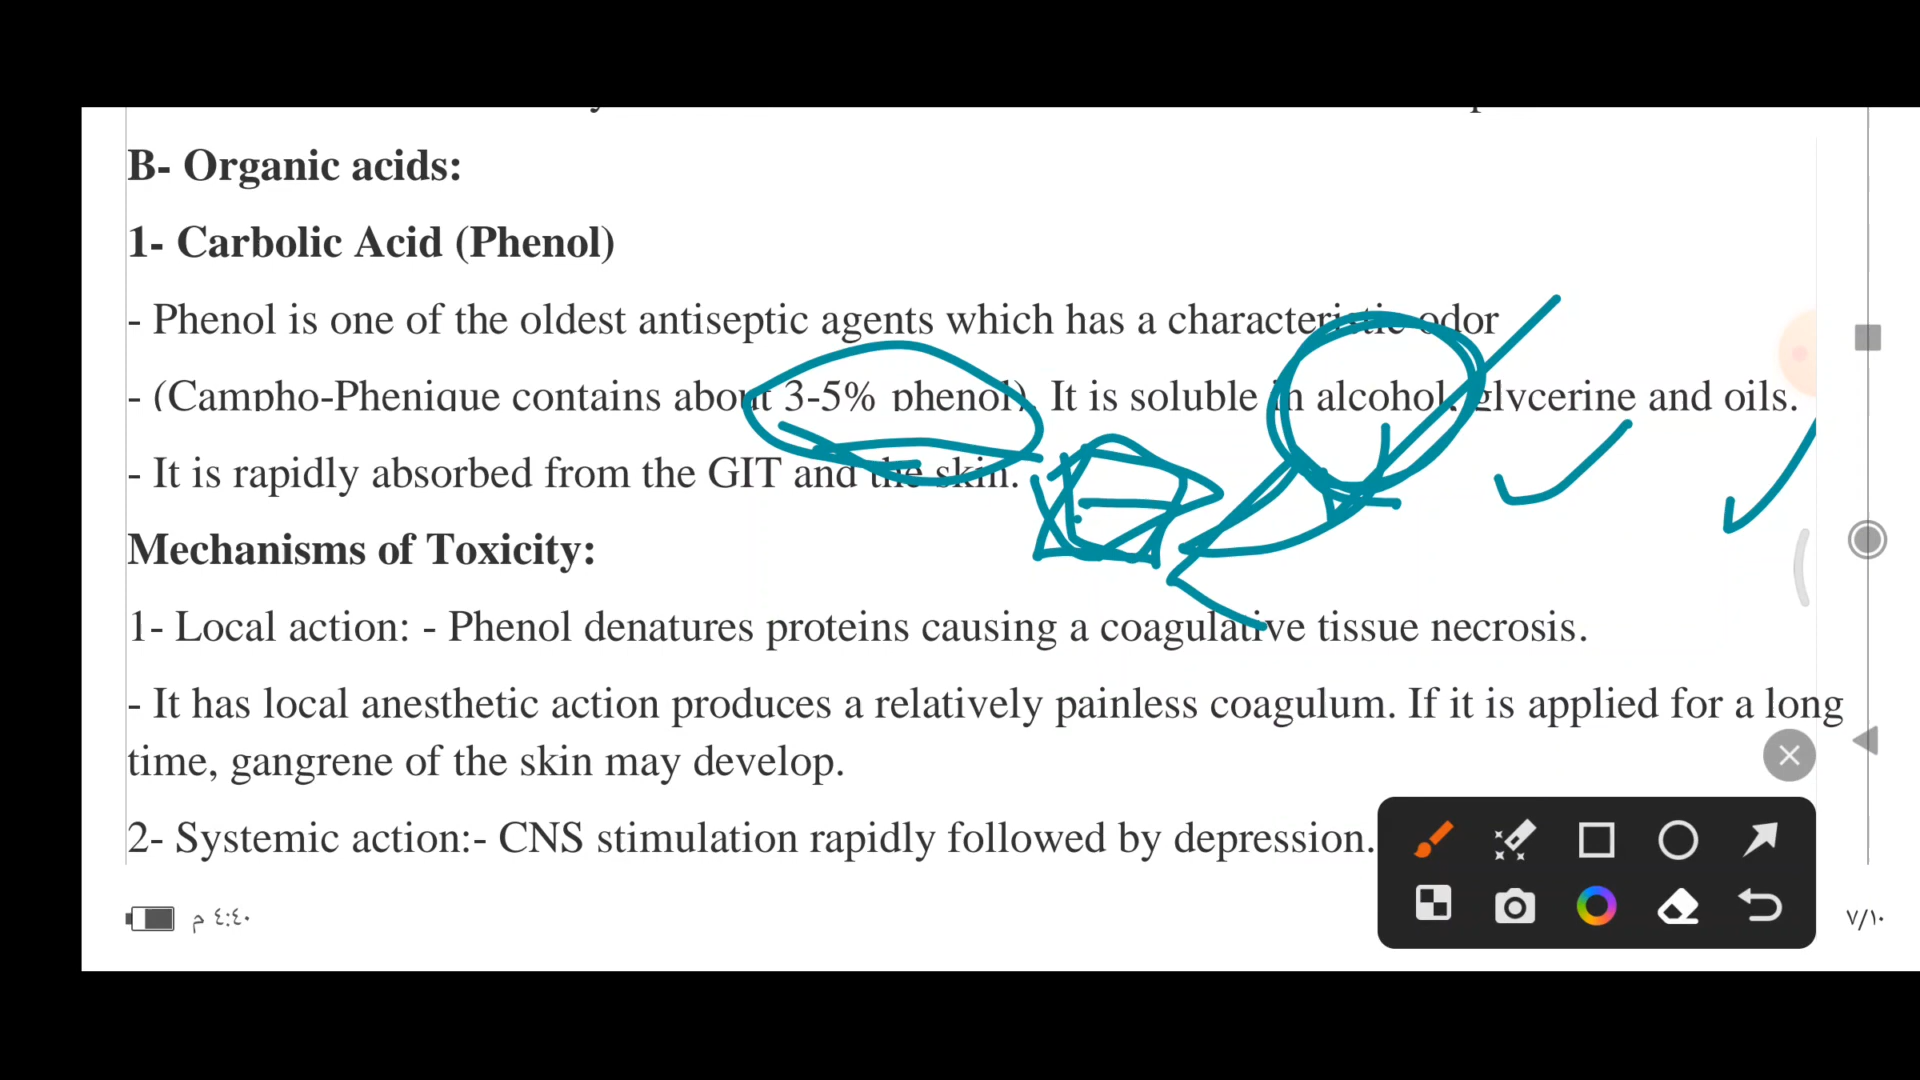 B- Organic acids:
1- Carbolic Acid (Phenol)
- Phenol is one of the oldest antiseptic agents which has a characteristic odor
- (Campho-Phenique contains about 3-5% phenol). It is soluble in alcohol, glycerine and oils.
- It is rapidly absorbed from the GIT and the skin.
Mechanisms of Toxicity:
1- Local action: - Phenol denatures proteins causing a coagulative tissue necrosis.
- It has local anesthetic action produces a relatively painless coagulum. If it is applied for a long
time, gangrene of the skin may develop.
2- Systemic action:- CNS stimulation rapidly followed by depression.
٤:٤٠ م
٧/١٠